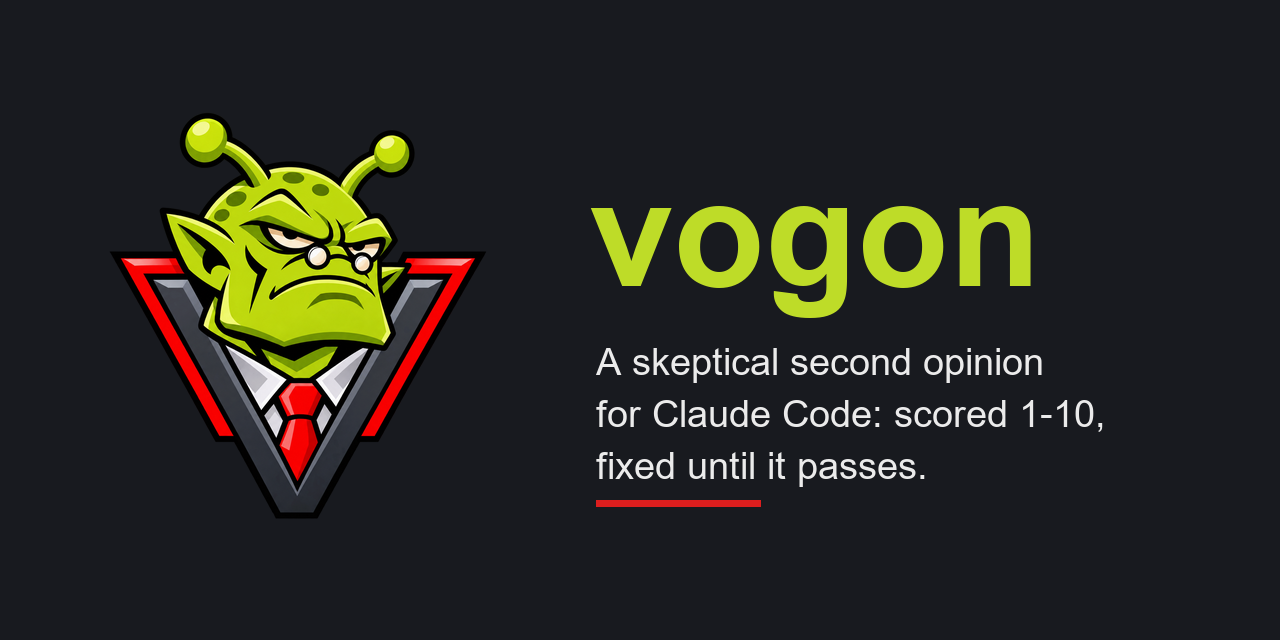 vogon
A skeptical second opinion
for Claude Code: scored 1-10,
fixed until it passes.